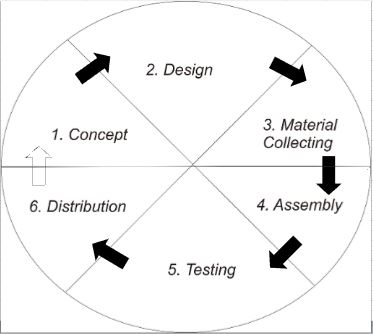 1. Concept
2. Design
3. Material
Collecting
4. Assembly
5. Testing
6. Distribution